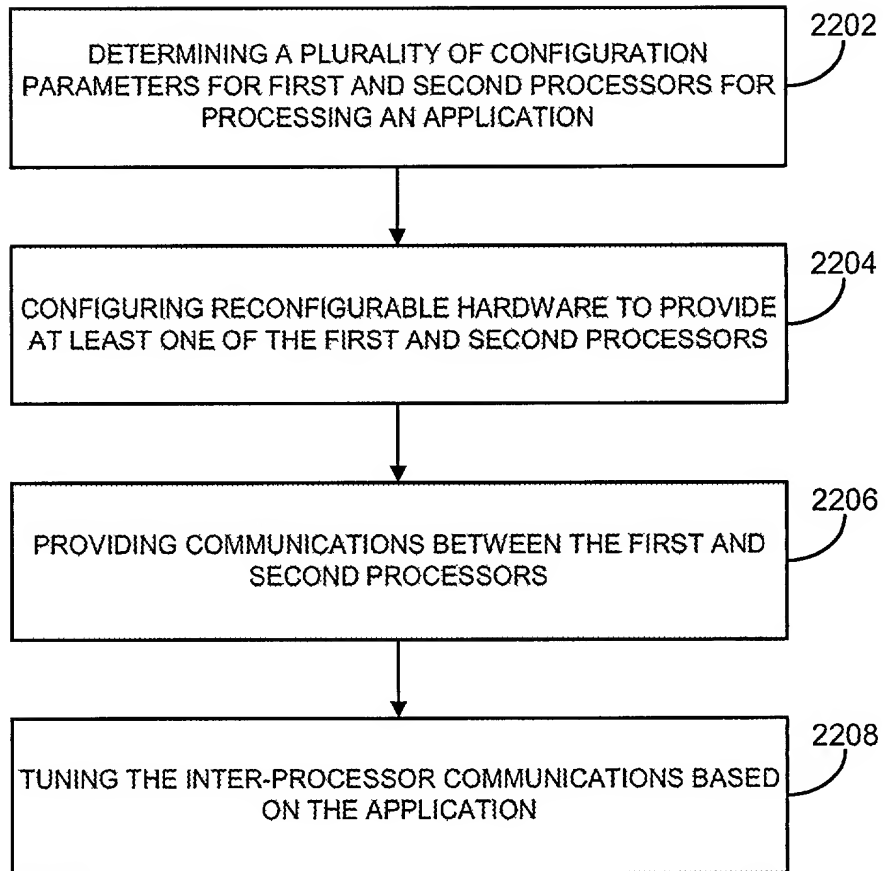 2202
DETERMINING A PLURALITY OF CONFIGURATION
PARAMETERS FOR FIRST AND SECOND PROCESSORS FOR
PROCESSING AN APPLICATION
2204
CONFIGURING RECONFIGURABLE HARDWARE TO PROVIDE
AT LEAST ONE OF THE FIRST AND SECOND PROCESSORS
2206
PROVIDING COMMUNICATIONS BETWEEN THE FIRST AND
SECOND PROCESSORS
2208
TUNING THE INTER-PROCESSOR COMMUNICATIONS BASED
ON THE APPLICATION